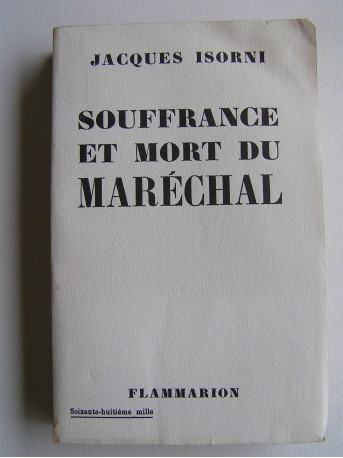 JACQUES ISORNI
SOUFFRANCE
ET MORT DU
MARÉCHAL
FLAMMARION
Soixante-huitième mille